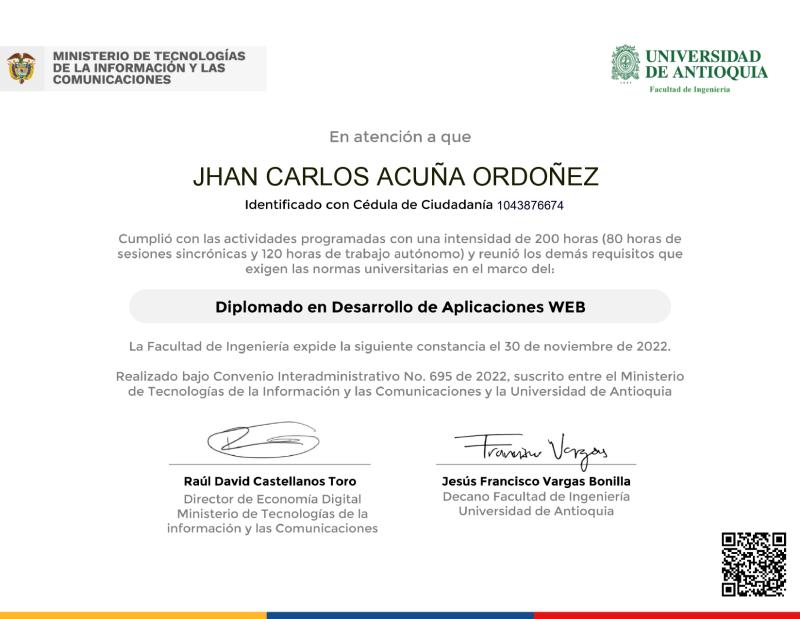 MINISTERIO DE TECNOLOGÍAS
DE LA INFORMACIÓN Y LAS
COMUNICACIONES
UNIVERSIDAD
DE ANTIOQUIA
Facultad de Ingeniería
En atención a que
JHAN CARLOS ACUÑA ORDOÑEZ
Identificado con Cédula de Ciudadanía 1043876674
Cumplió con las actividades programadas con una intensidad de 200 horas (80 horas de
sesiones sincrónicas y 120 horas de trabajo autónomo) y reunió los demás requisitos que
exigen las normas universitarias en el marco del:
Diplomado en Desarrollo de Aplicaciones WEB
La Facultad de Ingeniería expide la siguiente constancia el 30 de noviembre de 2022.
Realizado bajo Convenio Interadministrativo No. 695 de 2022, suscrito entre el Ministerio
de Tecnologías de la Información y las Comunicaciones y la Universidad de Antioquia
Francisco Vargas
Raúl David Castellanos Toro
Director de Economía Digital
Ministerio de Tecnologías de la
información y las Comunicaciones
Jesús Francisco Vargas Bonilla
Decano Facultad de Ingeniería
Universidad de Antioquia